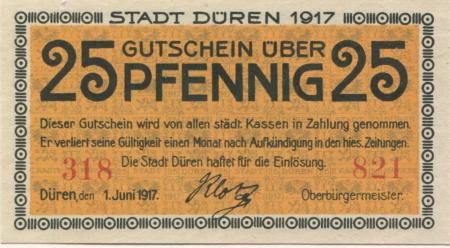 STADT DÜREN 1917
GUTSCHEIN ÜBER
25 PFENNIG 25
Dieser Gutschein wird von allen städt. Kassen in Zahlung genommen.
Er verliert seine Gültigkeit einen Monat nach Aufkündigung in den hies. Zeitungen.
318 Die Stadt Düren haftet für die Einlösung. 821
Düren, den 1. Juni 1917. Klotz Oberbürgermeister.